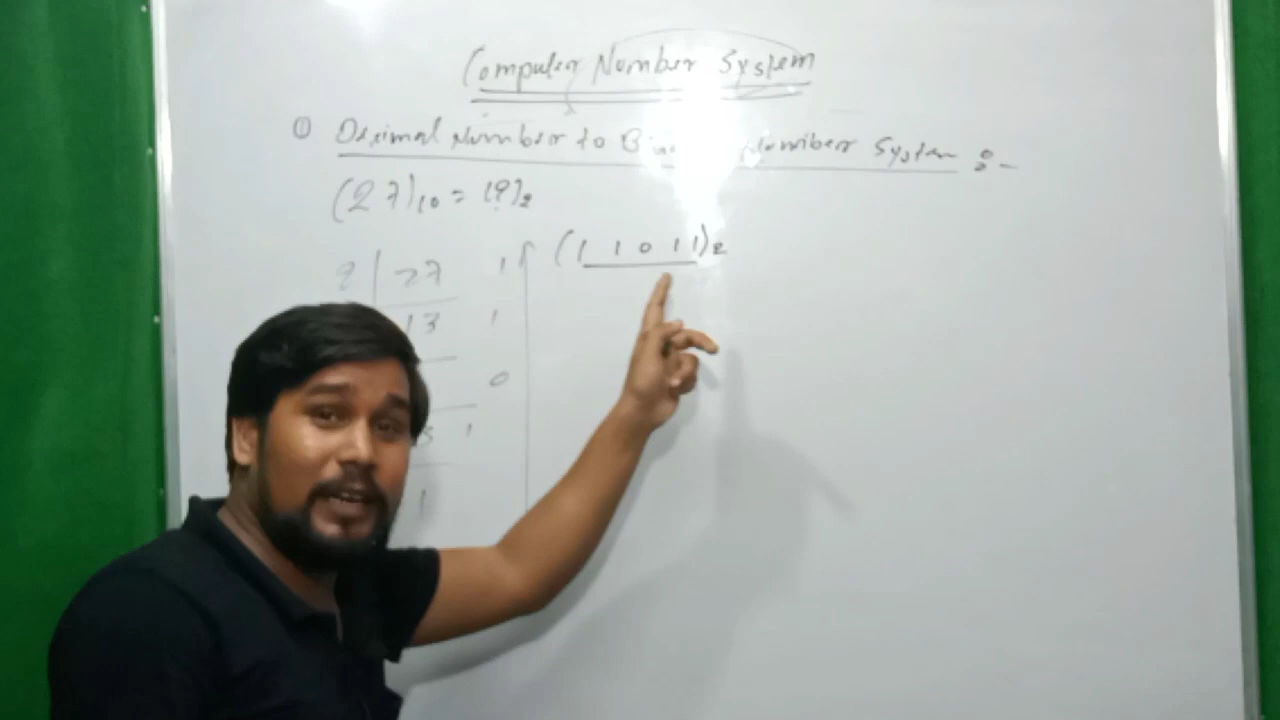 Computer Number System
① Decimal Number to Binary Number System :-
(27)10 = (?)2
(1 1 0 1 1)2
2 | 27 1
13 1
0
3 1
1